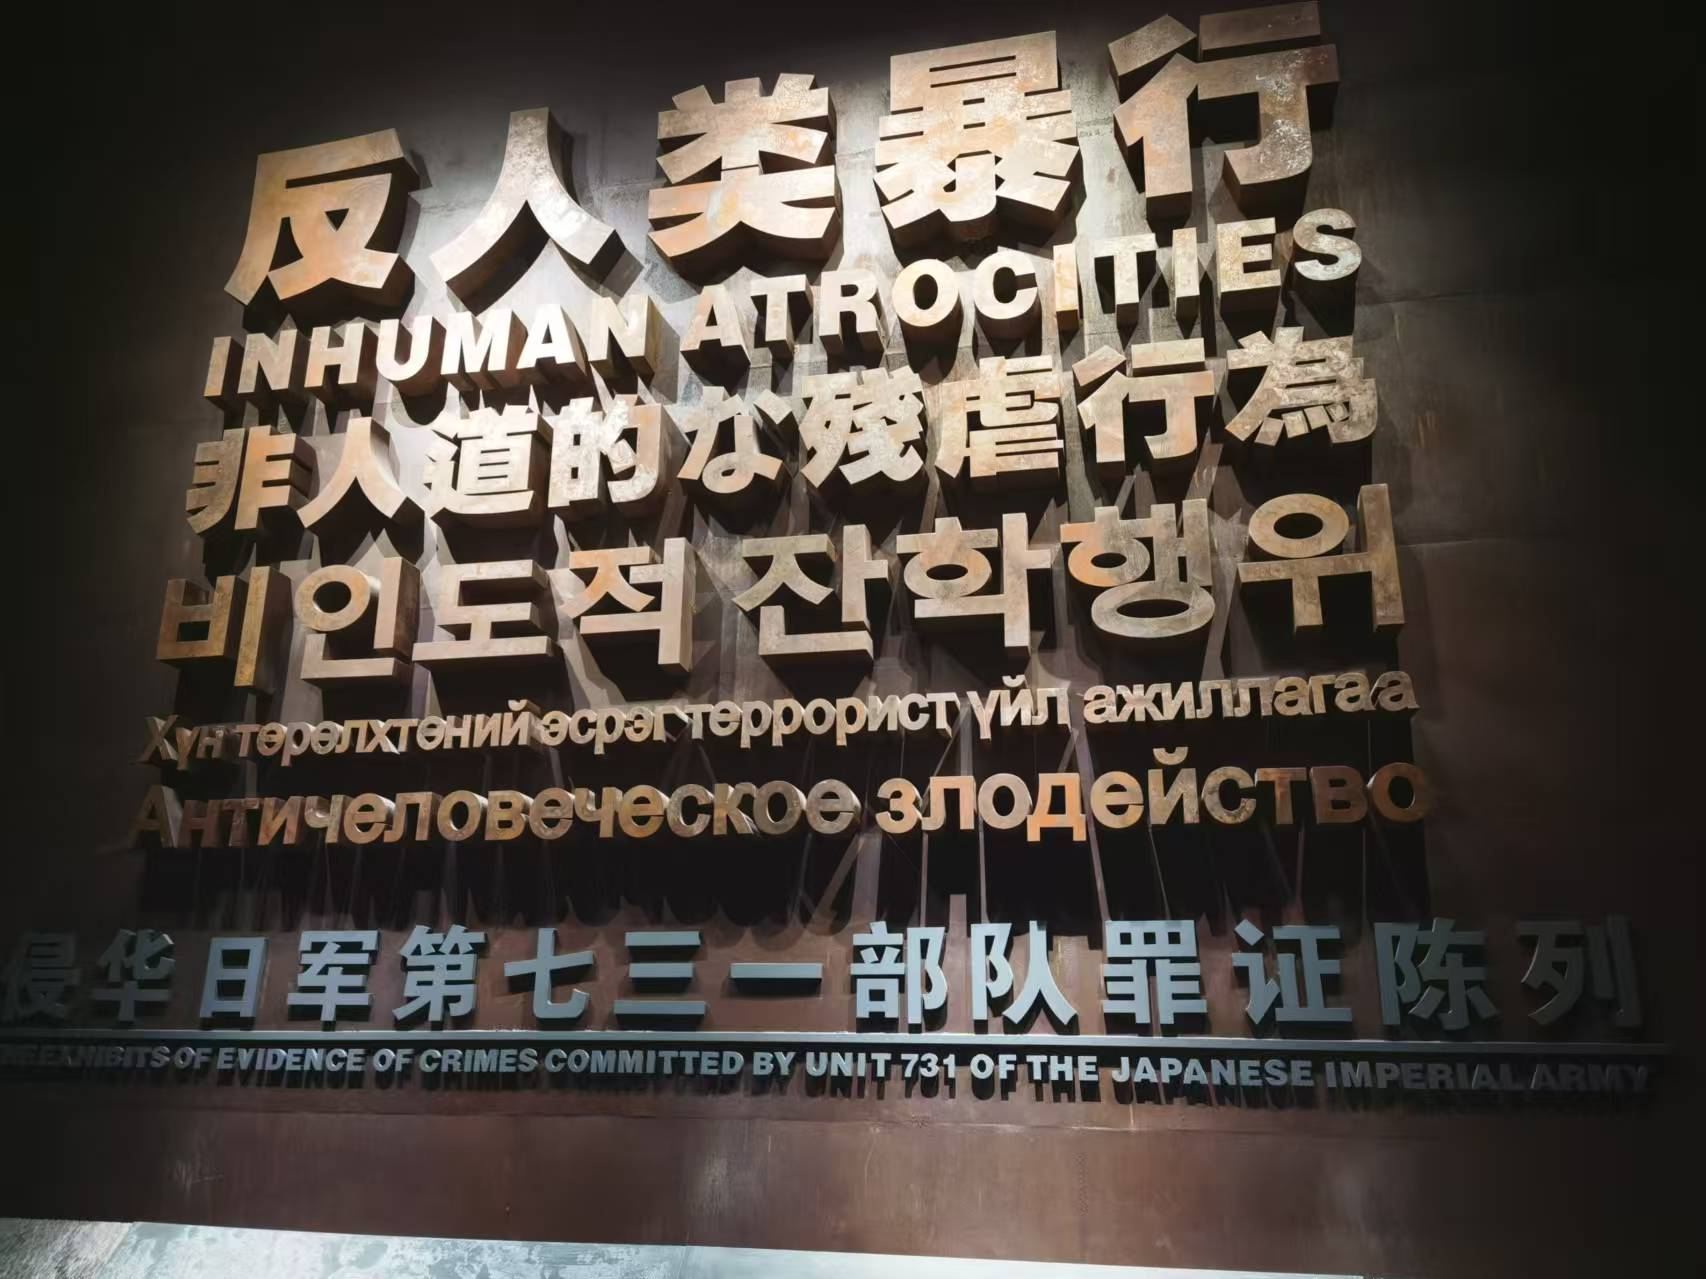 反人类暴行
INHUMAN ATROCITIES
非人道的な残虐行為
비인도적 잔학행위
Хүн төрөлхтөний эсрэг террорист үйл ажиллагаа
Античеловеческое злодейство
侵华日军第七三一部队罪证陈列
THE EXHIBITS OF EVIDENCE OF CRIMES COMMITTED BY UNIT 731 OF THE JAPANESE IMPERIAL ARMY